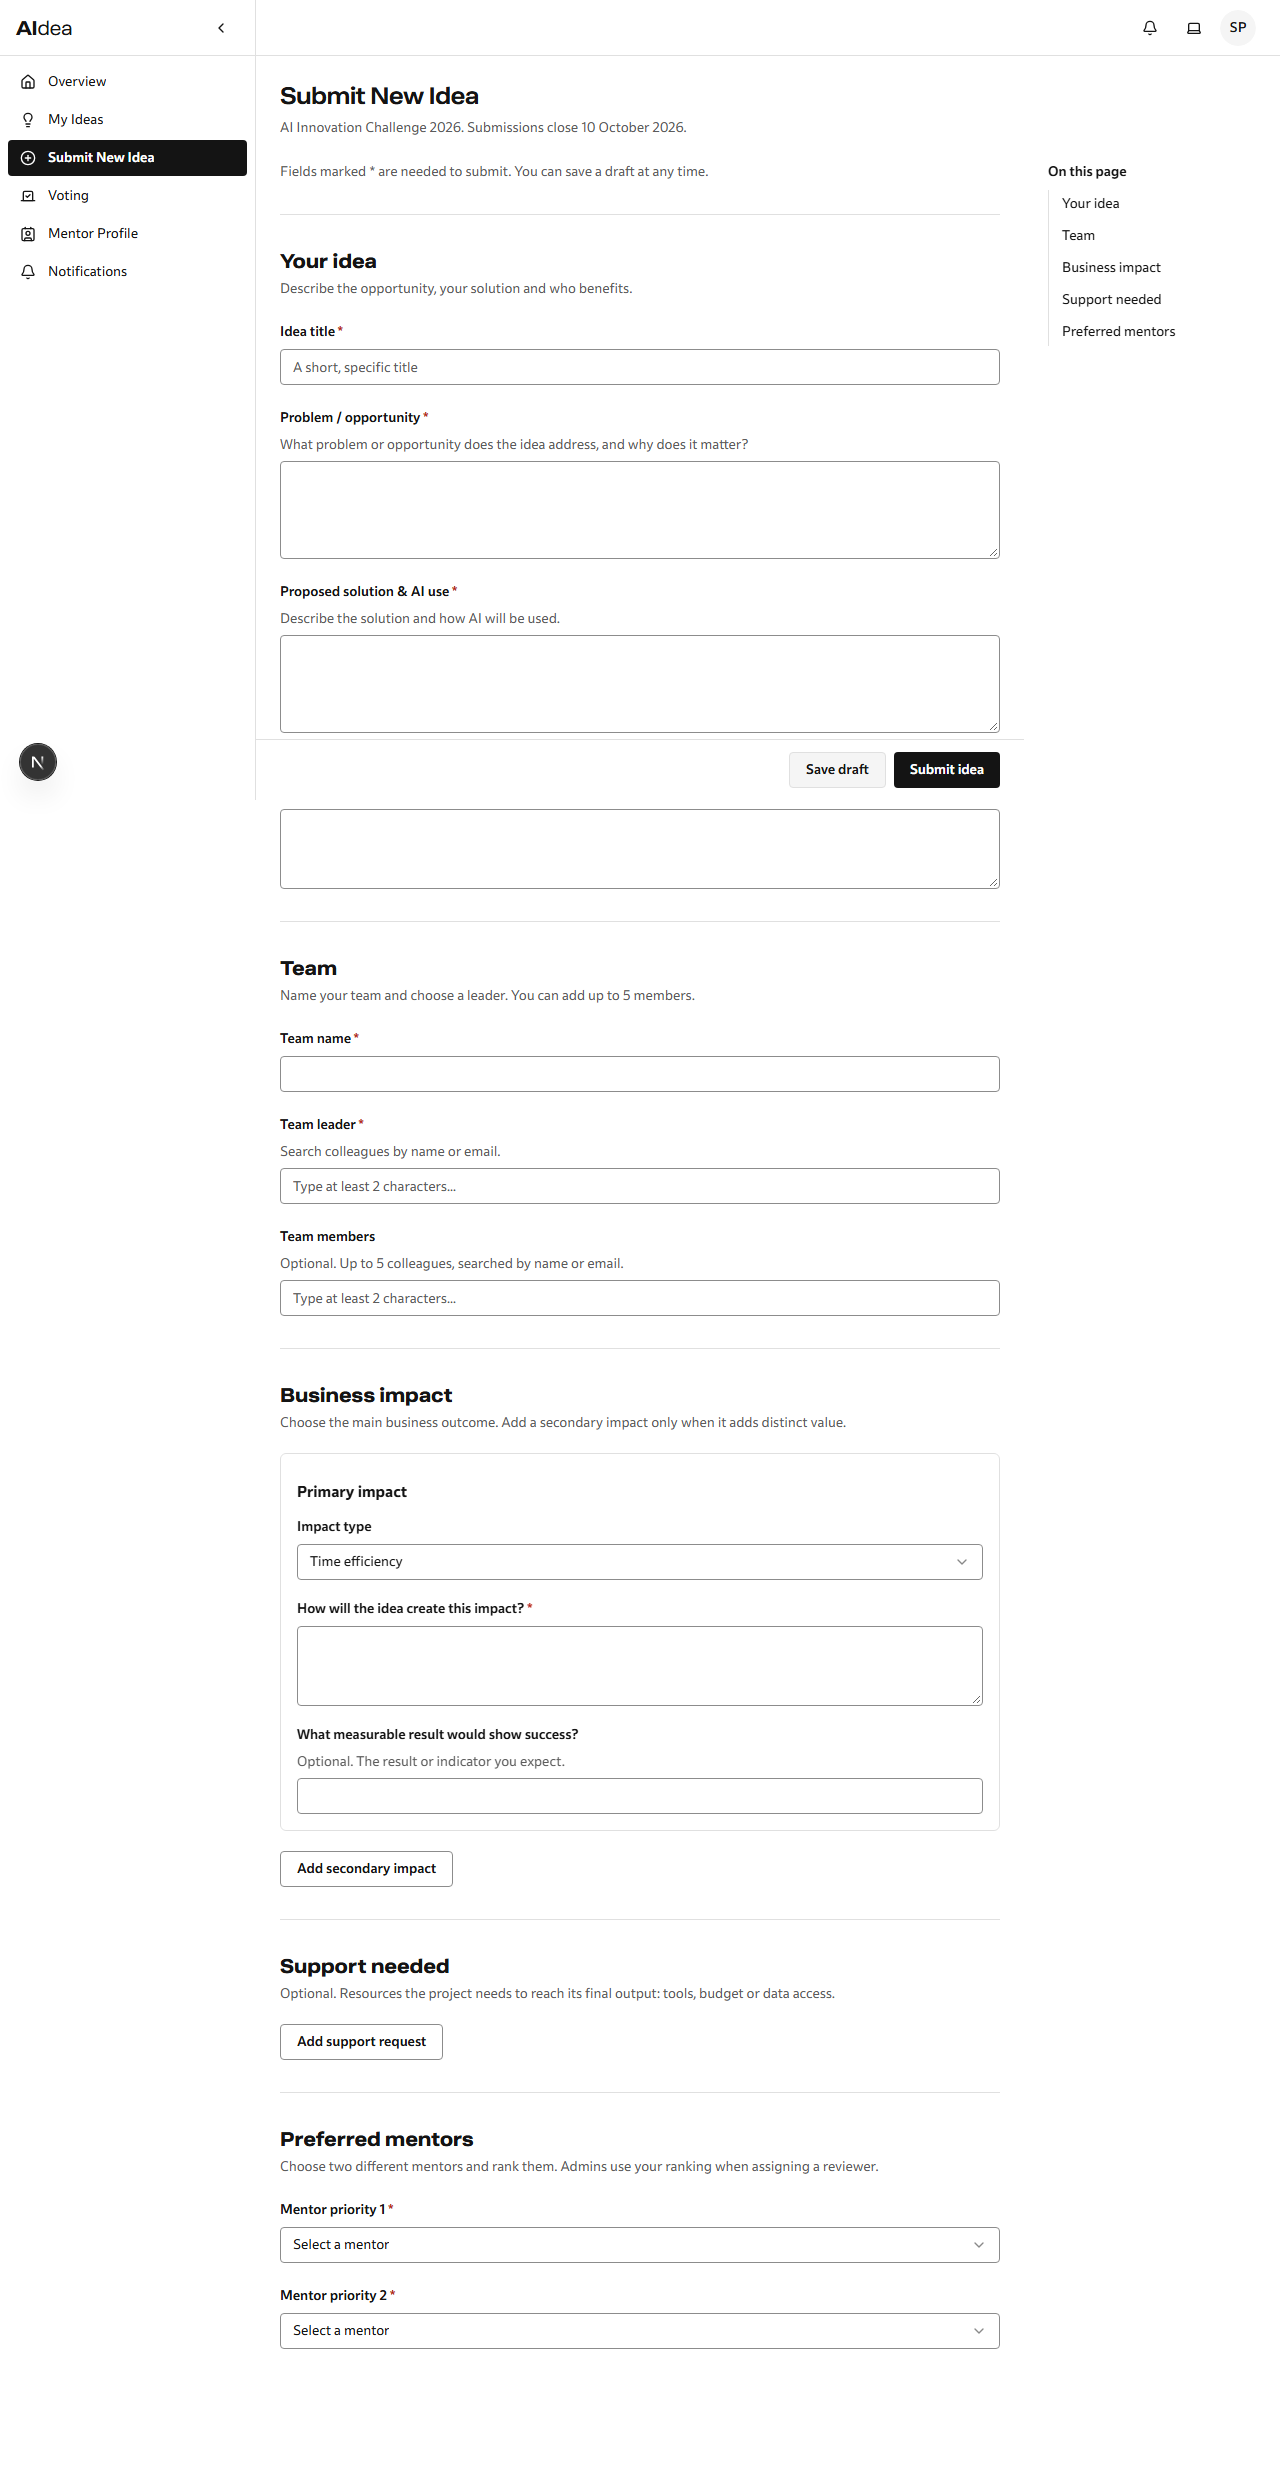 AIdea
SP
Overview
My Ideas
Submit New Idea
Voting
Mentor Profile
Notifications
Submit New Idea
AI Innovation Challenge 2026. Submissions close 10 October 2026.
Fields marked * are needed to submit. You can save a draft at any time.
On this page
Your idea
Team
Business impact
Support needed
Preferred mentors
Your idea
Describe the opportunity, your solution and who benefits.
Idea title *
A short, specific title
Problem / opportunity *
What problem or opportunity does the idea address, and why does it matter?
Proposed solution & AI use *
Describe the solution and how AI will be used.
N
Save draft
Submit idea
Team
Name your team and choose a leader. You can add up to 5 members.
Team name *
Team leader *
Search colleagues by name or email.
Type at least 2 characters...
Team members
Optional. Up to 5 colleagues, searched by name or email.
Type at least 2 characters...
Business impact
Choose the main business outcome. Add a secondary impact only when it adds distinct value.
Primary impact
Impact type
Time efficiency
How will the idea create this impact? *
What measurable result would show success?
Optional. The result or indicator you expect.
Add secondary impact
Support needed
Optional. Resources the project needs to reach its final output: tools, budget or data access.
Add support request
Preferred mentors
Choose two different mentors and rank them. Admins use your ranking when assigning a reviewer.
Mentor priority 1 *
Select a mentor
Mentor priority 2 *
Select a mentor